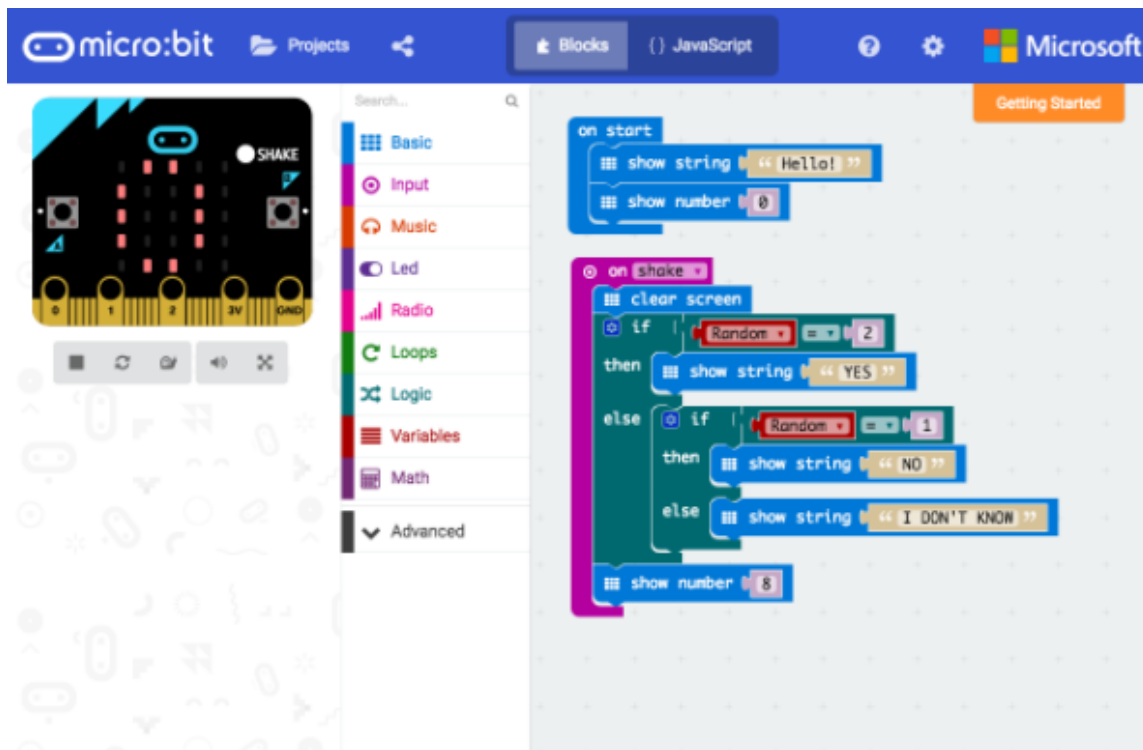 micro:bit Projects Blocks {} JavaScript ? Microsoft
Getting Started
SHAKE
B
A
0 1 2 3V GND
Search...
Basic
Input
Music
Led
Radio
Loops
Logic
Variables
Math
Advanced
on start
show string “ Hello! ”
show number 0
on shake
clear screen
if Random = 2
then show string “ YES ”
else if Random = 1
then show string “ NO ”
else show string “ I DON'T KNOW ”
show number 8